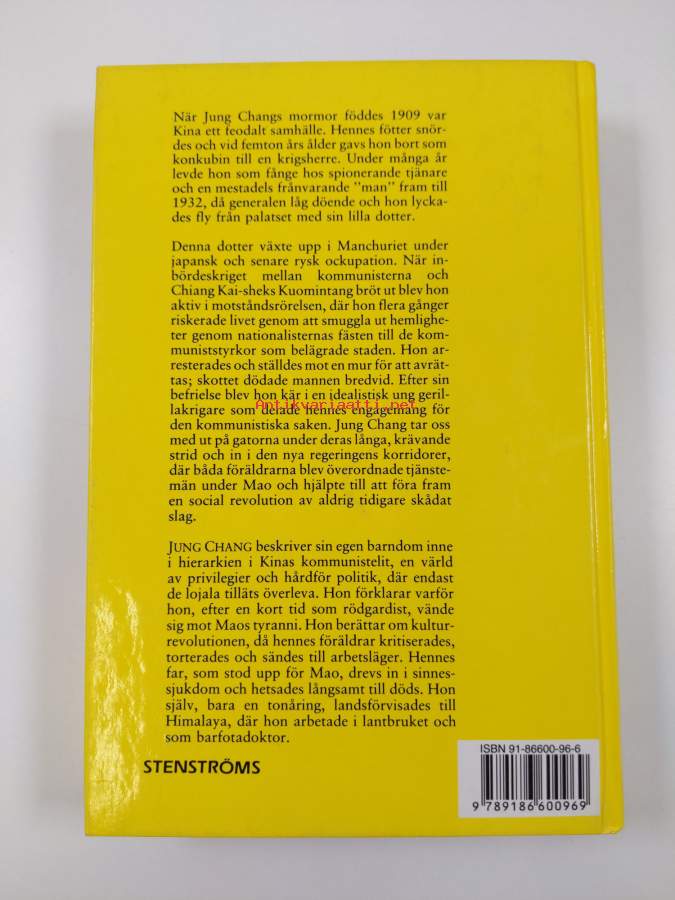 När Jung Changs mormor föddes 1909 var
Kina ett feodalt samhälle. Hennes fötter snör-
des och vid femton års ålder gavs hon bort som
konkubin till en krigsherre. Under många år
levde hon som fånge hos spionerande tjänare
och en mestadels frånvarande ”man” fram till
1932, då generalen låg döende och hon lycka-
des fly från palatset med sin lilla dotter.
Denna dotter växte upp i Manchuriet under
japansk och senare rysk ockupation. När in-
bördeskriget mellan kommunisterna och
Chiang Kai-sheks Kuomintang bröt ut blev hon
aktiv i motståndsrörelsen, där hon flera gånger
riskerade livet genom att smuggla ut hemlighe-
ter genom nationalisternas fästen till de kom-
muniststyrkor som belägrade staden. Hon ar-
resterades och ställdes mot en mur för att avrät-
tas; skottet dödade mannen bredvid. Efter sin
befrielse blev hon kär i en idealistisk ung geril-
Antikvariaatti.net
lakrigare som delade hennes engagemang för
den kommunistiska saken. Jung Chang tar oss
med ut på gatorna under deras långa, krävande
strid och in i den nya regeringens korridorer,
där båda föräldrarna blev överordnade tjänste-
män under Mao och hjälpte till att föra fram
en social revolution av aldrig tidigare skådat
slag.
JUNG CHANG beskriver sin egen barndom inne
i hierarkien i Kinas kommunistelit, en värld
av privilegier och hårdför politik, där endast
de lojala tilläts överleva. Hon förklarar varför
hon, efter en kort tid som rödgardist, vände
sig mot Maos tyranni. Hon berättar om kultur-
revolutionen, då hennes föräldrar kritiserades,
torterades och sändes till arbetsläger. Hennes
far, som stod upp för Mao, drevs in i sinnes-
sjukdom och hetsades långsamt till döds. Hon
själv, bara en tonåring, landsförvisades till
Himalaya, där hon arbetade i lantbruket och
som barfotadoktor.
STENSTRÖMS
ISBN 91-86600-96-6
9 789186 600969